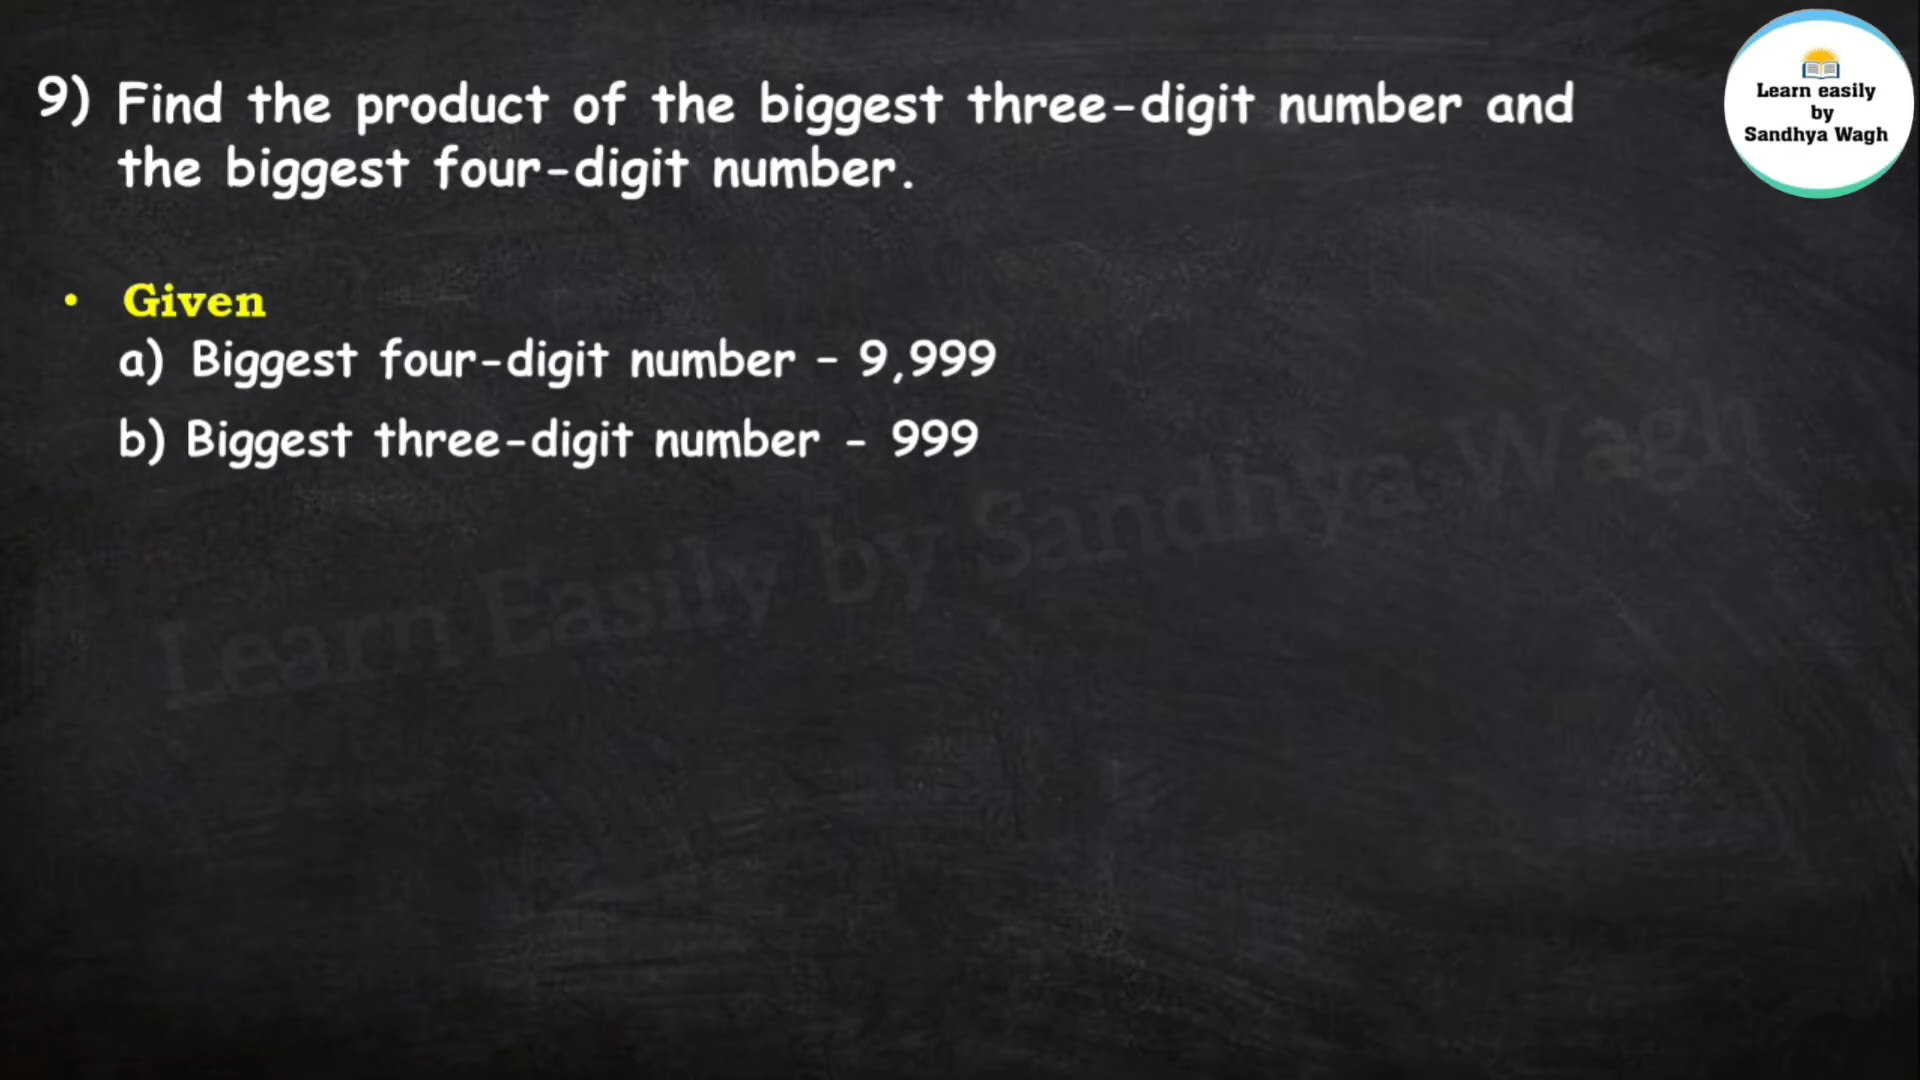 9) Find the product of the biggest three-digit number and
the biggest four-digit number.
Learn easily
by
Sandhya Wagh
• Given
a) Biggest four-digit number - 9,999
b) Biggest three-digit number - 999
Learn Easily by Sandhya Wagh